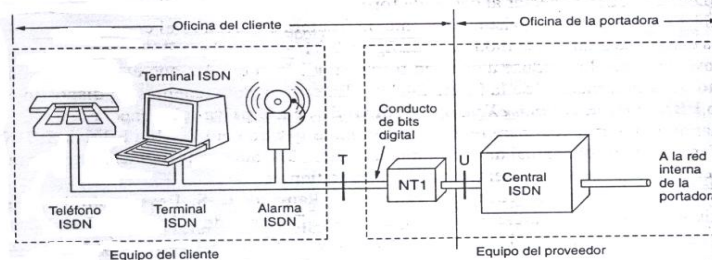 Oficina del cliente
Oficina de la portadora
Terminal ISDN
Conducto
de bits
digital
T
U
NT1
Central
ISDN
A la red
interna
de la
portadora
Teléfono
ISDN
Terminal
ISDN
Alarma
ISDN
Equipo del cliente
Equipo del proveedor